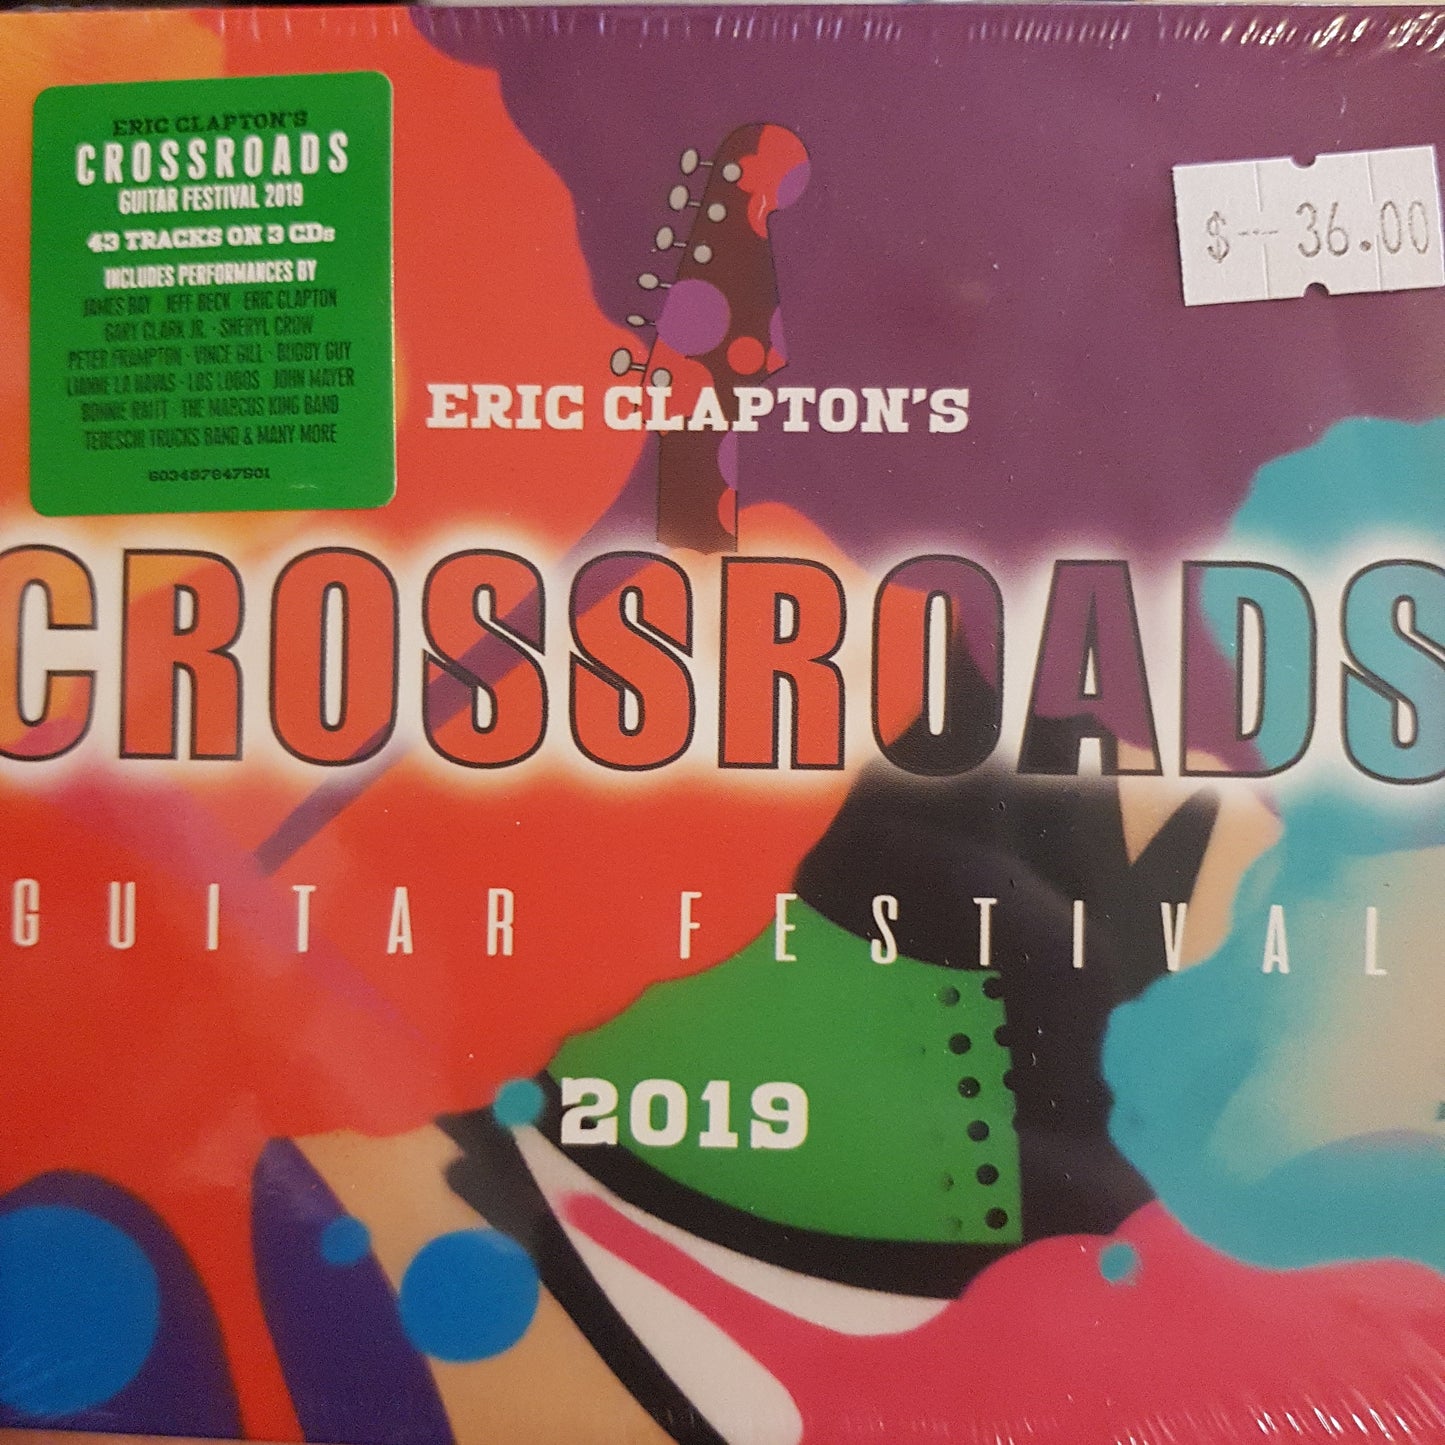 ERIC CLAPTON'S
CROSSROADS
GUITAR FESTIVAL 2019
43 TRACKS ON 3 CDs
INCLUDES PERFORMANCES BY
JAMES BAY · JEFF BECK · ERIC CLAPTON
GARY CLARK JR. · SHERYL CROW
PETER FRAMPTON · VINCE GILL · BUDDY GUY
LIANNE LA HAVAS · LOS LOBOS · JOHN MAYER
BONNIE RAITT · THE MARCUS KING BAND
TEDESCHI TRUCKS BAND & MANY MORE
603497847501
$-- 36.00
ERIC CLAPTON'S
CROSSROADS
GUITAR FESTIVAL
2019